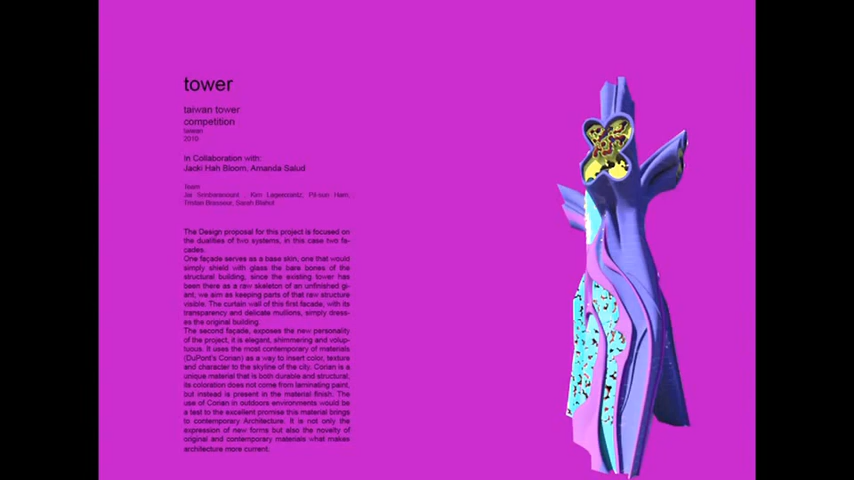 tower
taiwan tower
competition
taiwan
2010
In Collaboration with:
Jacki Hah Bloom, Amanda Salud
Team
Kim Lagercrantz, Pil-sun Ham,
Tristan Brasseur, Sarah Blahut
The Design proposal for this project is focused on
the dualities of two systems, in this case two fa-
cades.
One façade serves as a base skin, one that would
simply shield with glass the bare bones of the
structural building, since the existing tower has
been there as a raw skeleton of an unfinished gi-
ant, we aim as keeping parts of that raw structure
visible. The curtain wall of this first facade, with its
transparency and delicate mullions, simply dress-
es the original building.
The second façade, exposes the new personality
of the project, it is elegant, shimmering and volup-
tuous. It uses the most contemporary of materials
(DuPont's Corian) as a way to insert color, texture
and character to the skyline of the city. Corian is a
unique material that is both durable and structural,
its coloration does not come from laminating paint,
but instead is present in the material finish. The
use of Corian in outdoors environments would be
a test to the excellent promise this material brings
to contemporary Architecture. It is not only the
expression of new forms but also the novelty of
original and contemporary materials what makes
architecture more current.